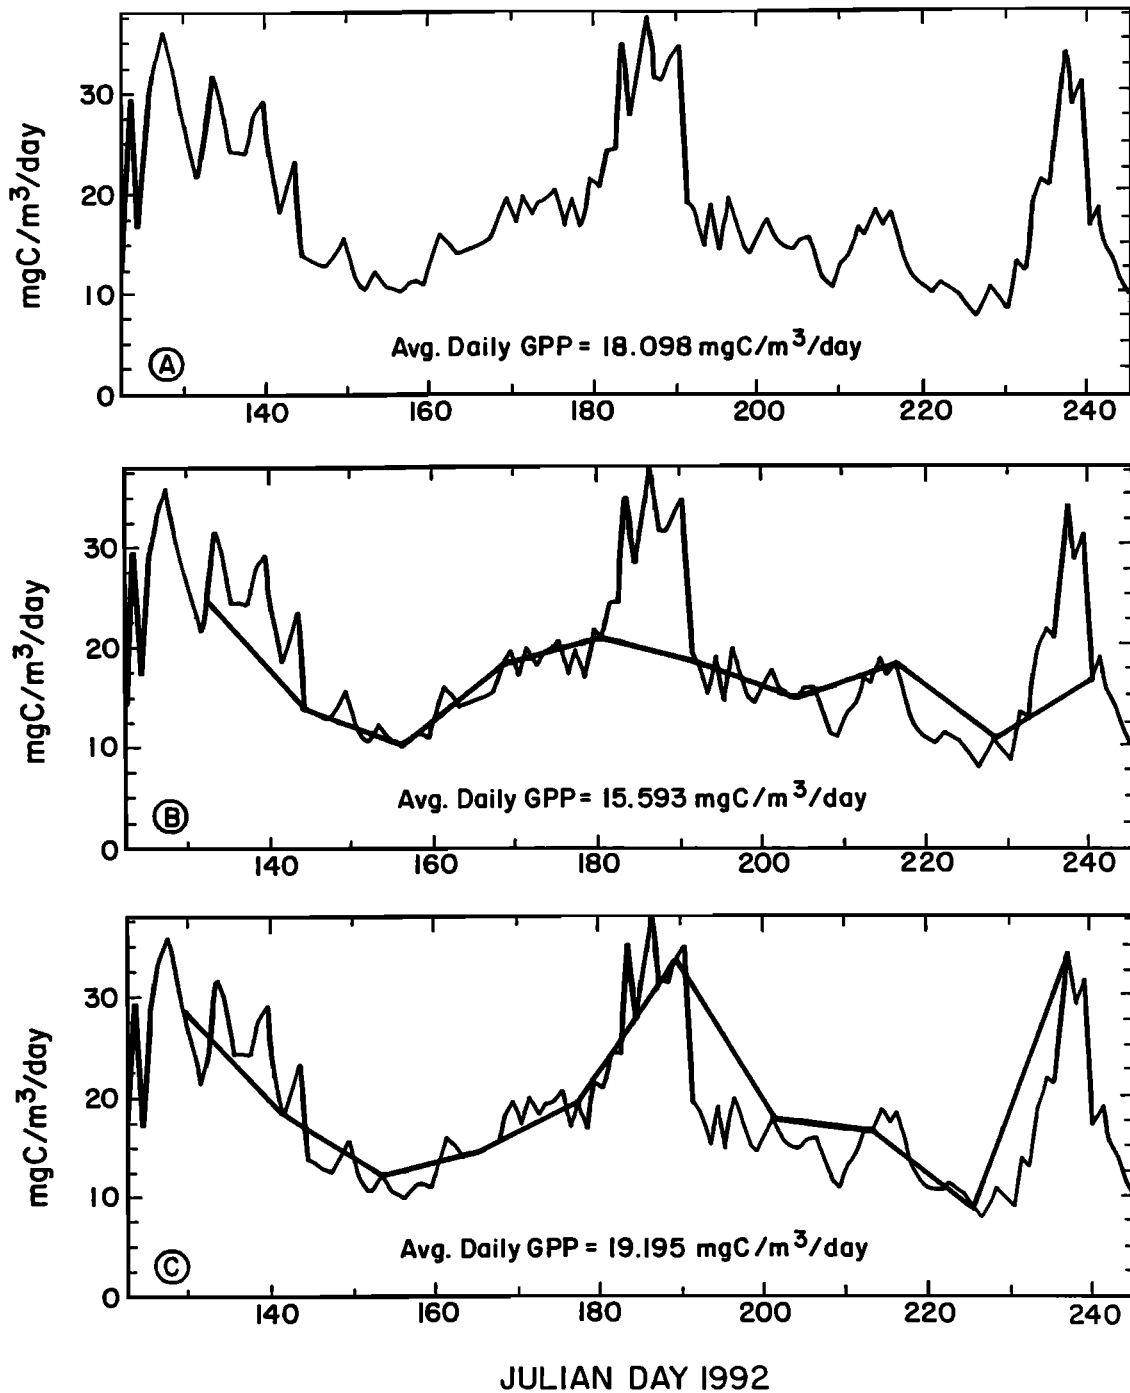 mgC/m³/day
30
20
10
0
Ⓐ
Avg. Daily GPP = 18.098 mgC/m³/day
140 160 180 200 220 240
mgC/m³/day
30
20
10
0
Ⓑ
Avg. Daily GPP = 15.593 mgC/m³/day
140 160 180 200 220 240
mgC/m³/day
30
20
10
0
Ⓒ
Avg. Daily GPP = 19.195 mgC/m³/day
140 160 180 200 220 240
JULIAN DAY 1992